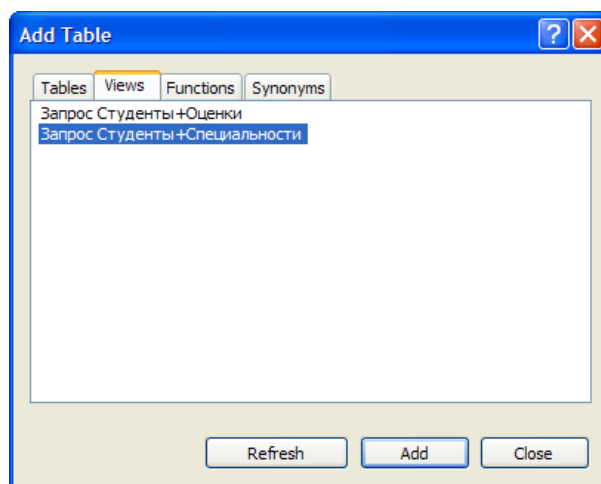 Add Table
Tables Views Functions Synonyms
Запрос Студенты+Оценки
Запрос Студенты+Специальности
Refresh Add Close